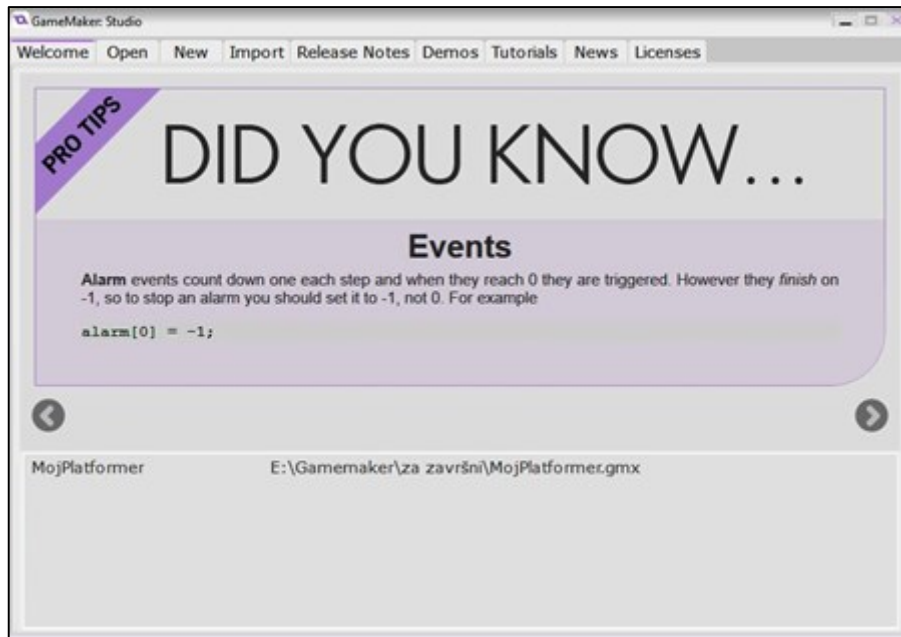 GameMaker: Studio
Welcome Open New Import Release Notes Demos Tutorials News Licenses
PRO TIPS
DID YOU KNOW...
Events
Alarm events count down one each step and when they reach 0 they are triggered. However they finish on
-1, so to stop an alarm you should set it to -1, not 0. For example
alarm[0] = -1;
MojPlatformer E:\Gamemaker\za završni\MojPlatformer.gmx